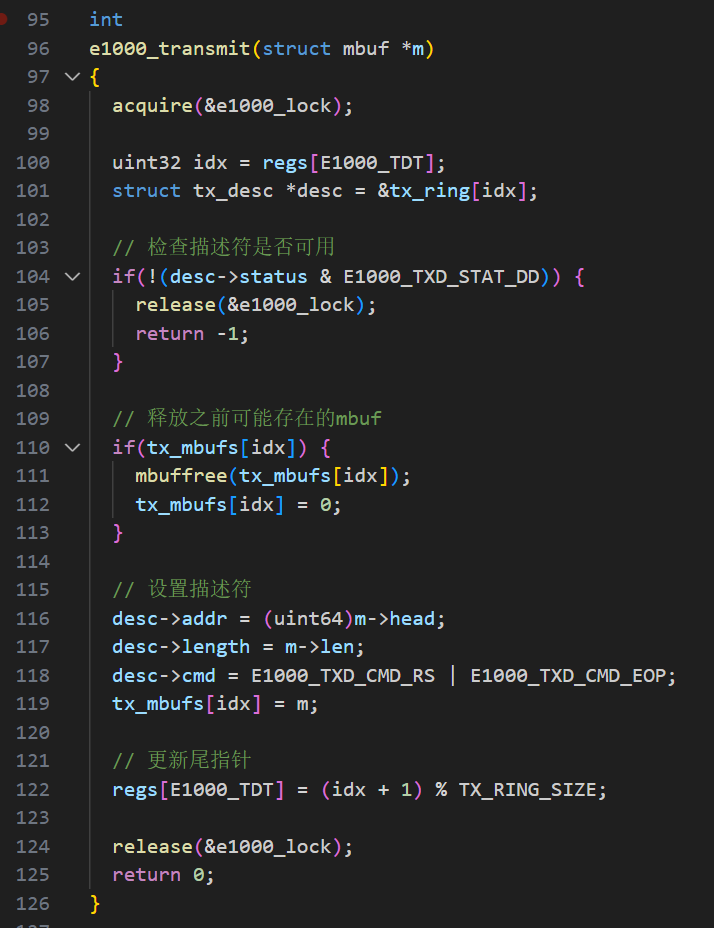 95 int
96 e1000_transmit(struct mbuf *m)
97 {
98   acquire(&e1000_lock);
99
100   uint32 idx = regs[E1000_TDT];
101   struct tx_desc *desc = &tx_ring[idx];
102
103   // 检查描述符是否可用
104   if(!(desc->status & E1000_TXD_STAT_DD)) {
105     release(&e1000_lock);
106     return -1;
107   }
108
109   // 释放之前可能存在的mbuf
110   if(tx_mbufs[idx]) {
111     mbuffree(tx_mbufs[idx]);
112     tx_mbufs[idx] = 0;
113   }
114
115   // 设置描述符
116   desc->addr = (uint64)m->head;
117   desc->length = m->len;
118   desc->cmd = E1000_TXD_CMD_RS | E1000_TXD_CMD_EOP;
119   tx_mbufs[idx] = m;
120
121   // 更新尾指针
122   regs[E1000_TDT] = (idx + 1) % TX_RING_SIZE;
123
124   release(&e1000_lock);
125   return 0;
126 }